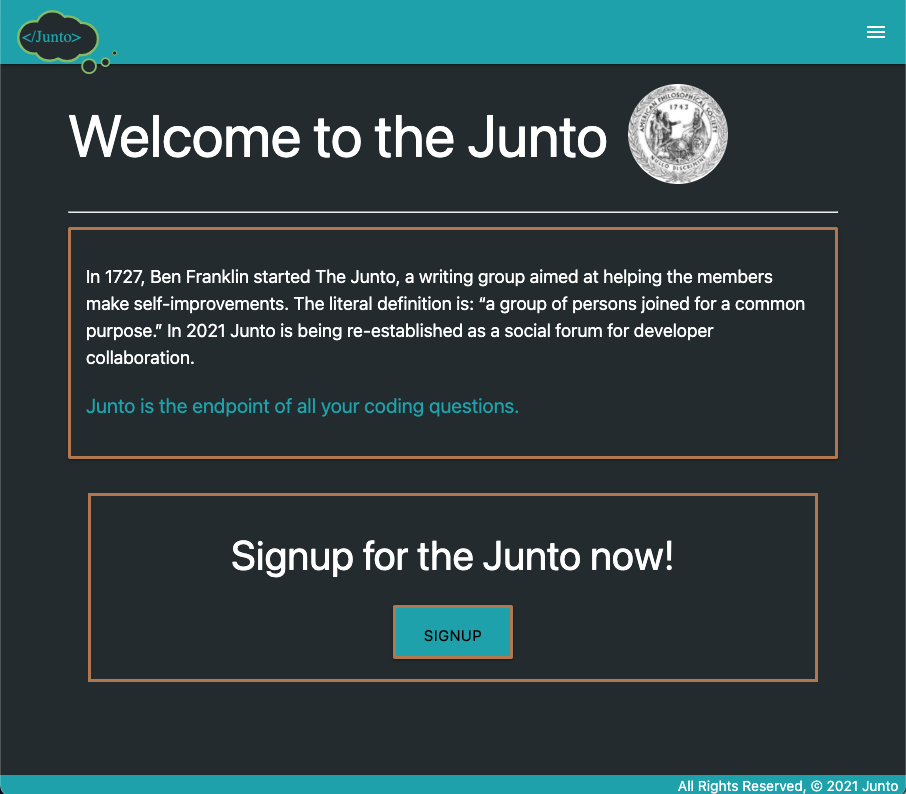 </Junto>
Welcome to the Junto
AMERICAN PHILOSOPHICAL SOCIETY
1743
NULLO DISCRIMINE
In 1727, Ben Franklin started The Junto, a writing group aimed at helping the members
make self-improvements. The literal definition is: “a group of persons joined for a common
purpose.” In 2021 Junto is being re-established as a social forum for developer
collaboration.
Junto is the endpoint of all your coding questions.
Signup for the Junto now!
SIGNUP
All Rights Reserved, © 2021 Junto